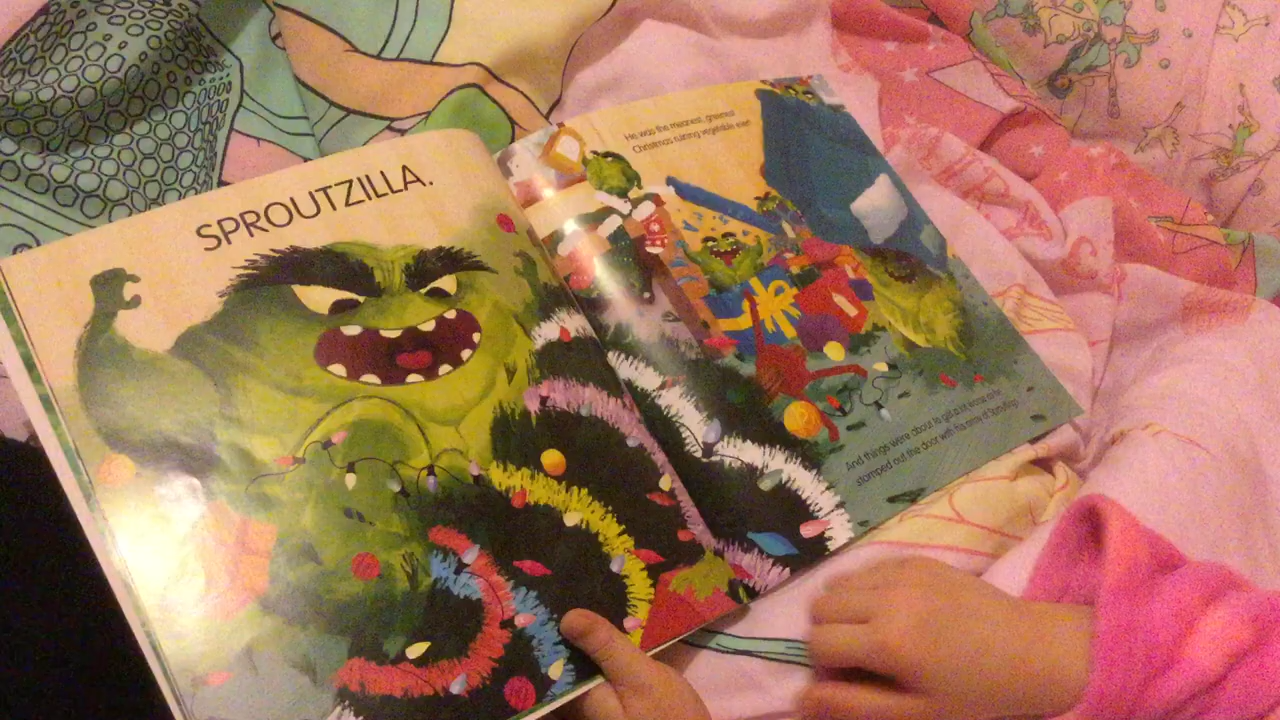 SPROUTZILLA.
He was the meanest, greenest
Christmas ruining vegetable ever!
And things were about to get a lot worse as he
stomped out the door with his army of Sproutlings